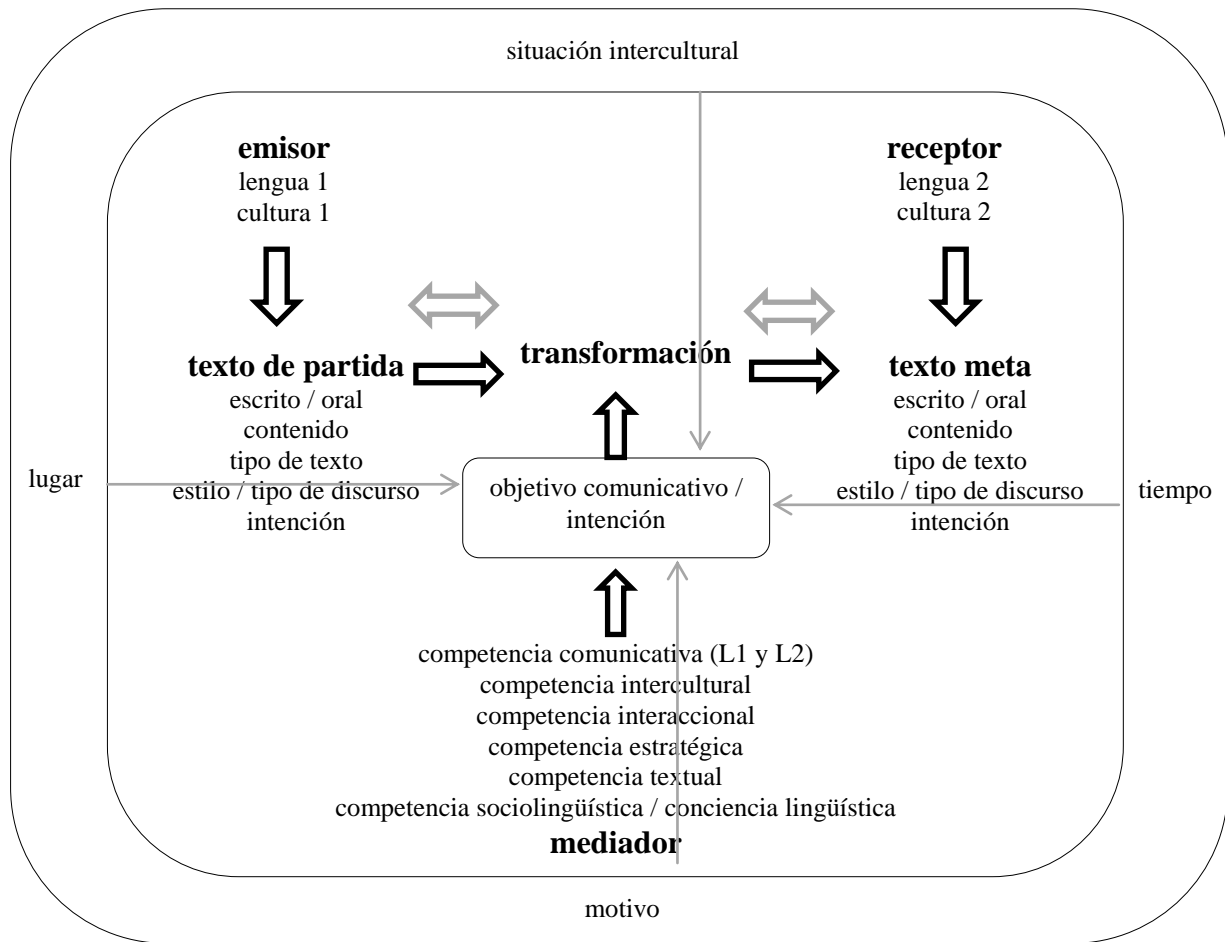 situación intercultural
emisor
lengua 1
cultura 1
receptor
lengua 2
cultura 2
texto de partida
escrito / oral
contenido
tipo de texto
estilo / tipo de discurso
intención
transformación
texto meta
escrito / oral
contenido
tipo de texto
estilo / tipo de discurso
intención
lugar
objetivo comunicativo /
intención
tiempo
competencia comunicativa (L1 y L2)
competencia intercultural
competencia interaccional
competencia estratégica
competencia textual
competencia sociolingüística / conciencia lingüística
mediador
motivo